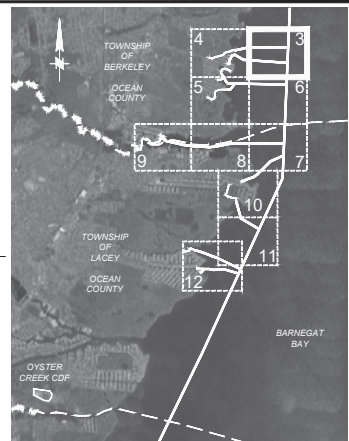 4
3
TOWNSHIP
OF
BERKELEY
OCEAN
COUNTY
5
6
9
8
7
10
TOWNSHIP
OF
LACEY
OCEAN
COUNTY
11
12
BARNEGAT
BAY
OYSTER
CREEK CDF
N